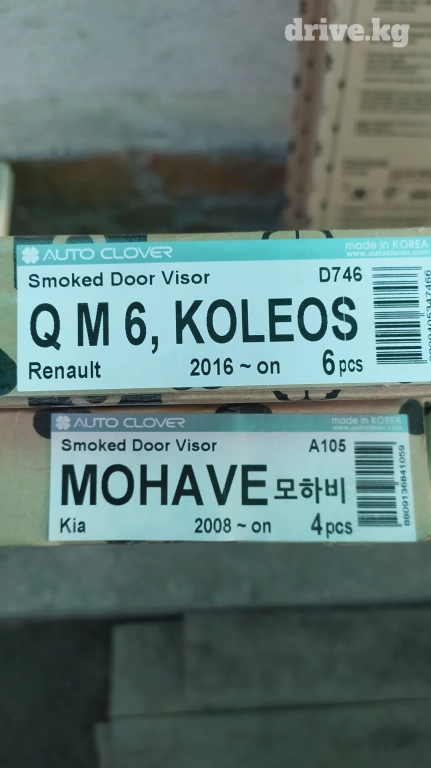 drive.kg
AUTO CLOVER made in KOREA
www.autoclover.com
Smoked Door Visor D746
Q M 6, KOLEOS
Renault 2016 ~ on 6 pcs
AUTO CLOVER made in KOREA
www.autoclover.com
Smoked Door Visor A105
MOHAVE 모하비
Kia 2008 ~ on 4 pcs
8809136841059